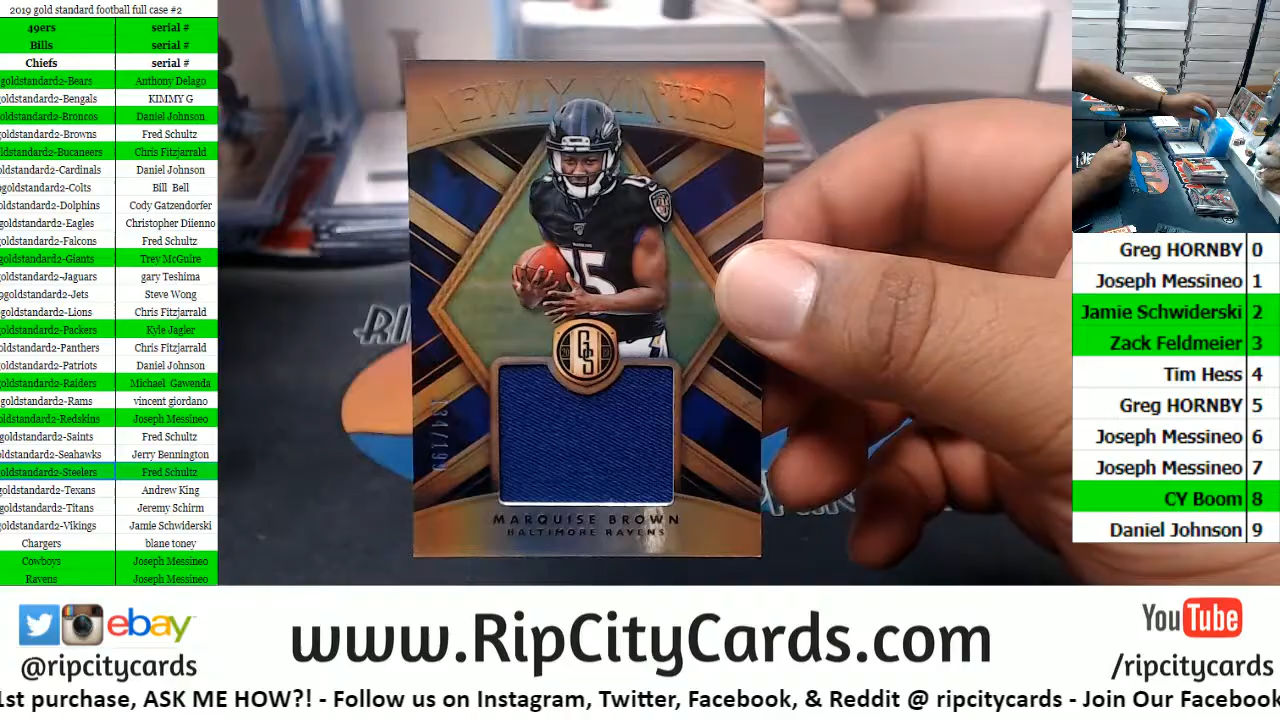 2019 gold standard football full case #2
49ers serial #
Bills serial #
Chiefs serial #
goldstandard2-Bears Anthony Delago
goldstandard2-Bengals KIMMY G
goldstandard2-Broncos Daniel Johnson
goldstandard2-Browns Fred Schultz
oldstandard2-Bucaneers Chris Fitzjarrald
oldstandard2-Cardinals Daniel Johnson
goldstandard2-Colts Bill Bell
goldstandard2-Dolphins Cody Gatzendorfer
goldstandard2-Eagles Christopher Diienno
goldstandard2-Falcons Fred Schultz
goldstandard2-Giants Trey McGuire
goldstandard2-Jaguars gary Teshima
9goldstandard2-Jets Steve Wong
goldstandard2-Lions Chris Fitzjarrald
goldstandard2-Packers Kyle Jagler
goldstandard2-Panthers Chris Fitzjarrald
goldstandard2-Patriots Daniel Johnson
goldstandard2-Raiders Michael Gawenda
goldstandard2-Rams vincent giordano
goldstandard2-Redskins Joseph Messineo
goldstandard2-Saints Fred Schultz
oldstandard2-Seahawks Jerry Bennington
goldstandard2-Steelers Fred Schultz
goldstandard2-Texans Andrew King
goldstandard2-Titans Jeremy Schirm
goldstandard2-Vikings Jamie Schwiderski
Chargers blane toney
Cowboys Joseph Messineo
Ravens Joseph Messineo
NEWLY MINTED
15
GS
134/199
MARQUISE BROWN
BALTIMORE RAVENS
Greg HORNBY 0
Joseph Messineo 1
Jamie Schwiderski 2
Zack Feldmeier 3
Tim Hess 4
Greg HORNBY 5
Joseph Messineo 6
Joseph Messineo 7
CY Boom 8
Daniel Johnson 9
ebay
@ripcitycards
www.RipCityCards.com
YouTube
/ripcitycards
1st purchase, ASK ME HOW?! - Follow us on Instagram, Twitter, Facebook, & Reddit @ ripcitycards - Join Our Facebook